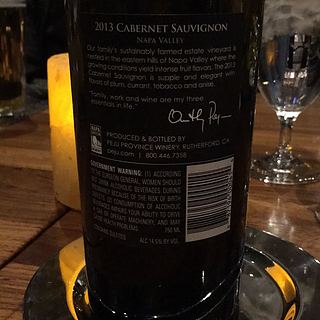 2013 CABERNET SAUVIGNON
NAPA VALLEY
Our family's sustainably farmed estate vineyard is
nestled in the eastern hills of Napa Valley where the
growing conditions yield intense fruit flavors. The 2013
Cabernet Sauvignon is supple and elegant with
flavors of plum, currant, tobacco and anise.
"Family, work and wine are my three
essentials in life."
PRODUCED & BOTTLED BY
PEJU PROVINCE WINERY, RUTHERFORD, CA
peju.com | 800.446.7358
GOVERNMENT WARNING: (1) ACCORDING
TO THE SURGEON GENERAL, WOMEN SHOULD
NOT DRINK ALCOHOLIC BEVERAGES DURING
PREGNANCY BECAUSE OF THE RISK OF BIRTH
DEFECTS. (2) CONSUMPTION OF ALCOHOLIC
BEVERAGES IMPAIRS YOUR ABILITY TO DRIVE
A CAR OR OPERATE MACHINERY, AND MAY
CAUSE HEALTH PROBLEMS.
CONTAINS SULFITES
750 ML
ALC 14.5% BY VOL.